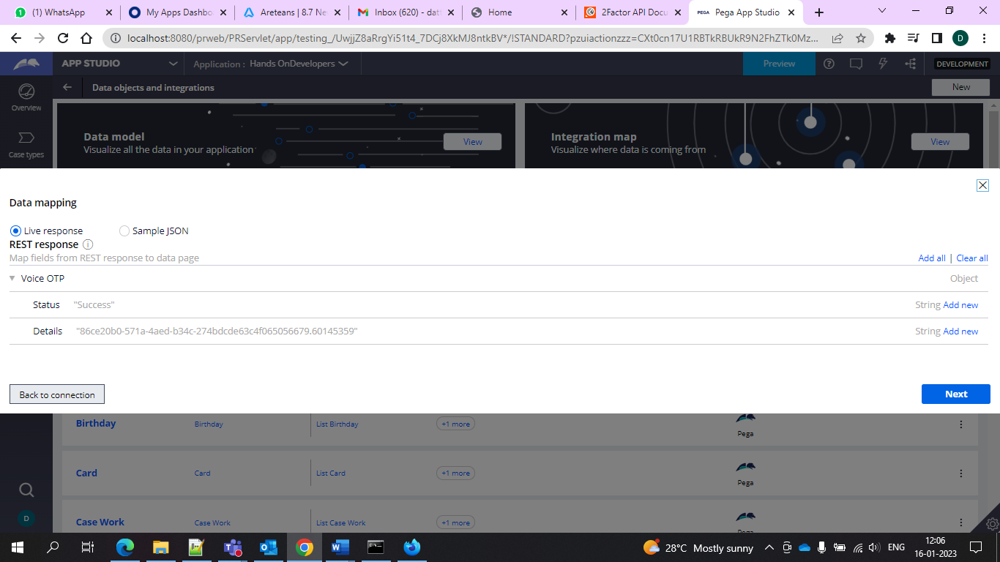 (1) WhatsApp
My Apps Dashbo
Areteans | 8.7 Ne
Inbox (620) - dat
Home
2Factor API Docu
PEGA Pega App Studio
localhost:8080/prweb/PRServlet/app/testing_/UwjjZ8aRrgYi51t4_7DCj8XkMJ8ntkBV*/!STANDARD?pzuiactionzzz=CXt0cn17U1RBTkRBUkR9N2FhZTk0Mz...
D
APP STUDIO
Application : Hands OnDevelopers
Preview
DEVELOPMENT
Overview
Case types
Data objects and integrations
New
Data model
Visualize all the data in your application
View
Integration map
Visualize where data is coming from
View
Data mapping
Live response
Sample JSON
REST response
Map fields from REST response to data page
Add all | Clear all
Voice OTP Object
Status "Success" String Add new
Details "86ce20b0-571a-4aed-b34c-274bdcde63c4f065056679.60145359" String Add new
Back to connection
Next
Birthday Birthday List Birthday +1 more Pega
Card Card List Card +1 more Pega
Case Work Case Work List Case Work +1 more Pega
D
28°C Mostly sunny
ENG
12:06
16-01-2023